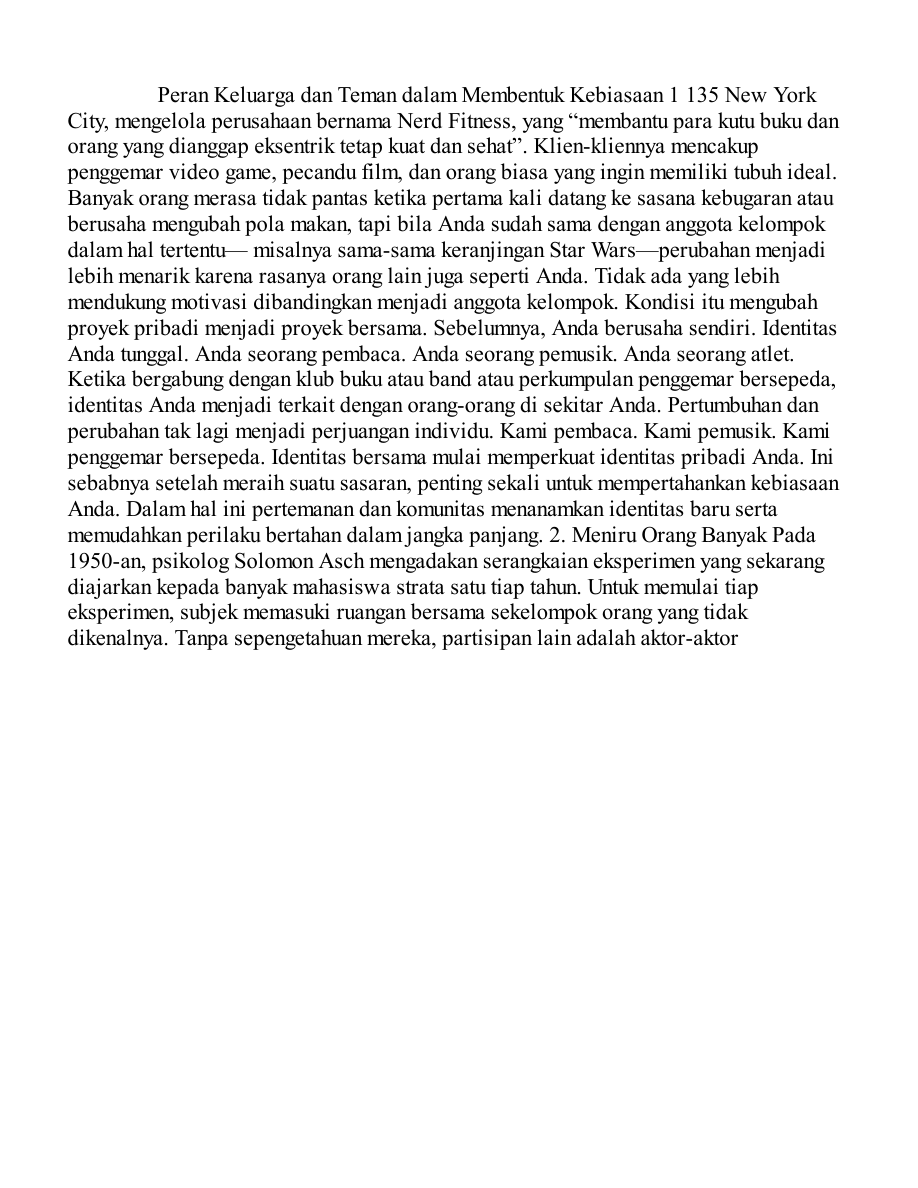 Peran Keluarga dan Teman dalam Membentuk Kebiasaan 1 135 New York
City, mengelola perusahaan bernama Nerd Fitness, yang “membantu para kutu buku dan
orang yang dianggap eksentrik tetap kuat dan sehat”. Klien-kliennya mencakup
penggemar video game, pecandu film, dan orang biasa yang ingin memiliki tubuh ideal.
Banyak orang merasa tidak pantas ketika pertama kali datang ke sasana kebugaran atau
berusaha mengubah pola makan, tapi bila Anda sudah sama dengan anggota kelompok
dalam hal tertentu— misalnya sama-sama keranjingan Star Wars—perubahan menjadi
lebih menarik karena rasanya orang lain juga seperti Anda. Tidak ada yang lebih
mendukung motivasi dibandingkan menjadi anggota kelompok. Kondisi itu mengubah
proyek pribadi menjadi proyek bersama. Sebelumnya, Anda berusaha sendiri. Identitas
Anda tunggal. Anda seorang pembaca. Anda seorang pemusik. Anda seorang atlet.
Ketika bergabung dengan klub buku atau band atau perkumpulan penggemar bersepeda,
identitas Anda menjadi terkait dengan orang-orang di sekitar Anda. Pertumbuhan dan
perubahan tak lagi menjadi perjuangan individu. Kami pembaca. Kami pemusik. Kami
penggemar bersepeda. Identitas bersama mulai memperkuat identitas pribadi Anda. Ini
sebabnya setelah meraih suatu sasaran, penting sekali untuk mempertahankan kebiasaan
Anda. Dalam hal ini pertemanan dan komunitas menanamkan identitas baru serta
memudahkan perilaku bertahan dalam jangka panjang. 2. Meniru Orang Banyak Pada
1950-an, psikolog Solomon Asch mengadakan serangkaian eksperimen yang sekarang
diajarkan kepada banyak mahasiswa strata satu tiap tahun. Untuk memulai tiap
eksperimen, subjek memasuki ruangan bersama sekelompok orang yang tidak
dikenalnya. Tanpa sepengetahuan mereka, partisipan lain adalah aktor-aktor